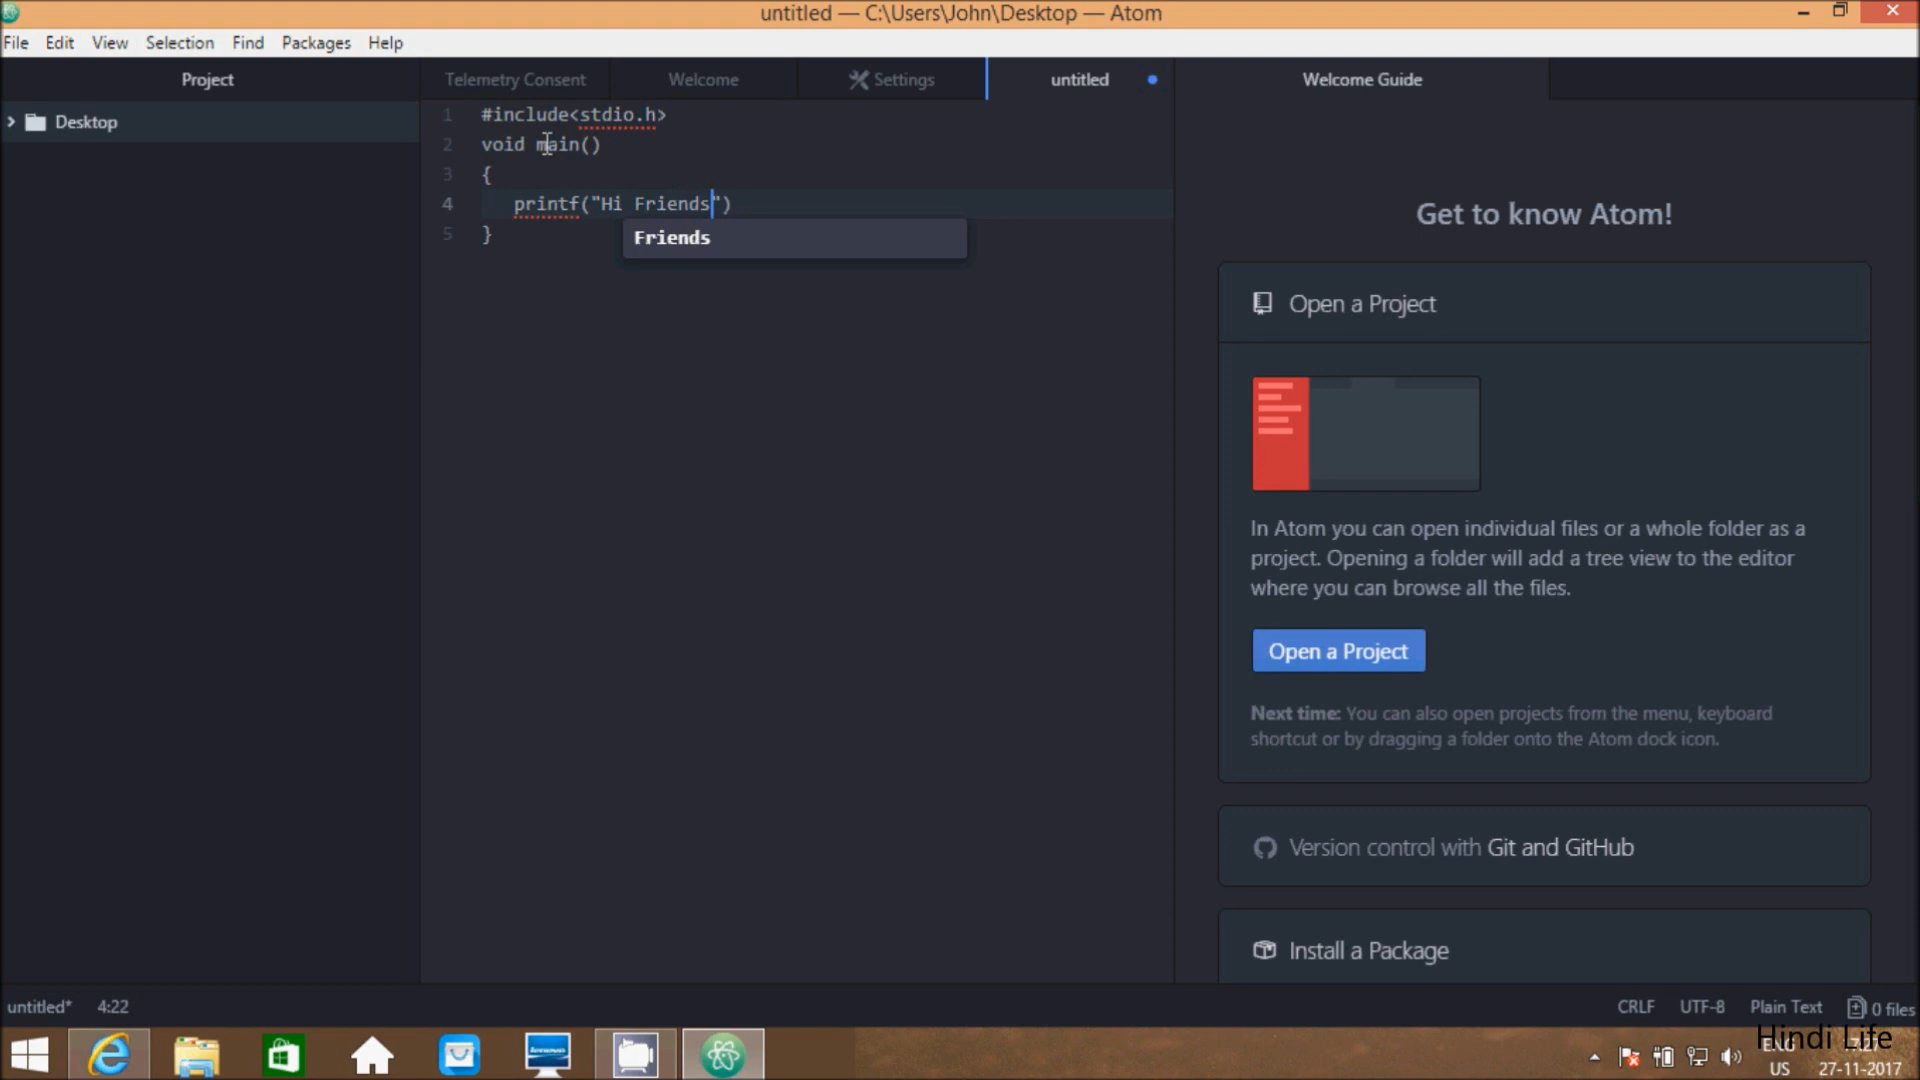 untitled — C:\Users\John\Desktop — Atom
File Edit View Selection Find Packages Help
Project
Desktop
Telemetry Consent Welcome Settings untitled Welcome Guide
1 #include<stdio.h>
2 void main()
3 {
4 printf("Hi Friends")
5 }
Friends
Get to know Atom!
Open a Project
In Atom you can open individual files or a whole folder as a
project. Opening a folder will add a tree view to the editor
where you can browse all the files.
Open a Project
Next time: You can also open projects from the menu, keyboard
shortcut or by dragging a folder onto the Atom dock icon.
Version control with Git and GitHub
Install a Package
untitled* 4:22 CRLF UTF-8 Plain Text 0 files
Hindi Life
ENG
US 27-11-2017